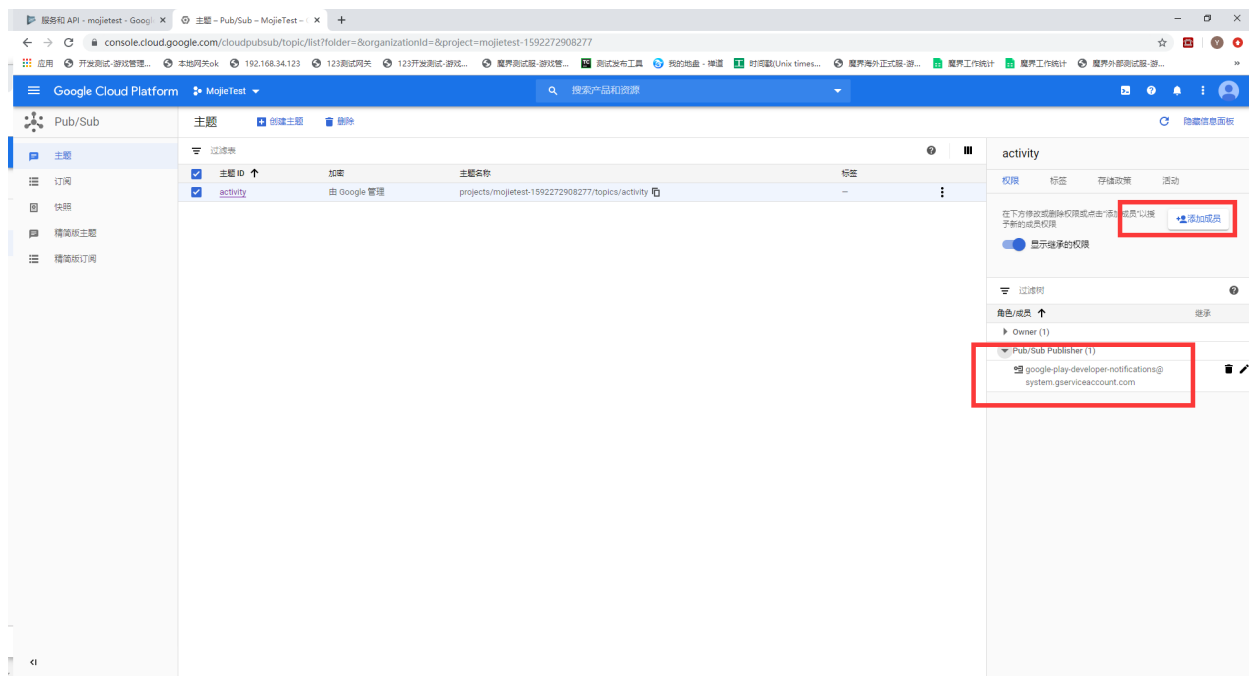 服务和 API - mojietest - Googl
主题 – Pub/Sub – MojieTest –
console.cloud.google.com/cloudpubsub/topic/list?folder=&organizationId=&project=mojietest-1592272908277
应用
开发测试-游戏管理...
本地网关ok
192.168.34.123
123测试网关
123开发测试-游戏...
魔界测试服-游戏管...
测试发布工具
我的地盘 - 禅道
时间戳(Unix times...
魔界海外正式服-游...
魔界工作统计
魔界工作统计
魔界外部测试服-游...
Google Cloud Platform
MojieTest
搜索产品和资源
Pub/Sub
主题
创建主题
删除
隐藏信息面板
主题
订阅
快照
精简版主题
精简版订阅
过滤表
主题 ID
加密
主题名称
标签
activity
由 Google 管理
projects/mojietest-1592272908277/topics/activity
–
activity
权限
标签
存储政策
活动
在下方修改或删除权限或点击“添加成员”以授
予新的成员权限
添加成员
显示继承的权限
过滤树
角色/成员
继承
Owner (1)
Pub/Sub Publisher (1)
google-play-developer-notifications@
system.gserviceaccount.com